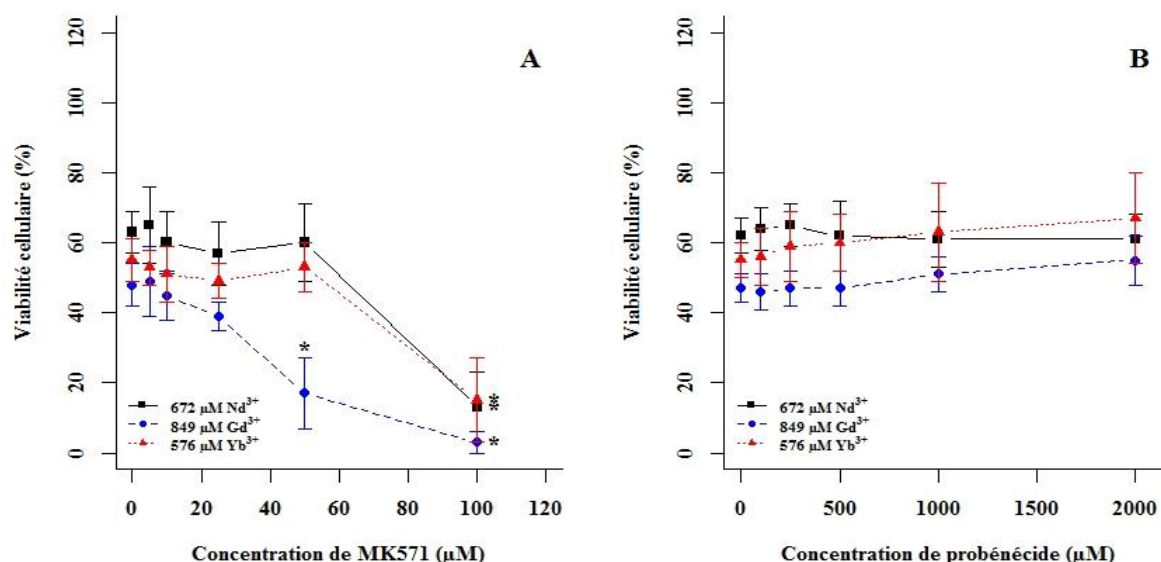 A
Viabilité cellulaire (%)
120
100
80
60
40
20
0
*
*
*
*
672 µM Nd³⁺
849 µM Gd³⁺
576 µM Yb³⁺
0 20 40 60 80 100 120
Concentration de MK571 (µM)
B
Viabilité cellulaire (%)
120
100
80
60
40
20
0
672 µM Nd³⁺
849 µM Gd³⁺
576 µM Yb³⁺
0 500 1000 1500 2000
Concentration de probénécide (µM)